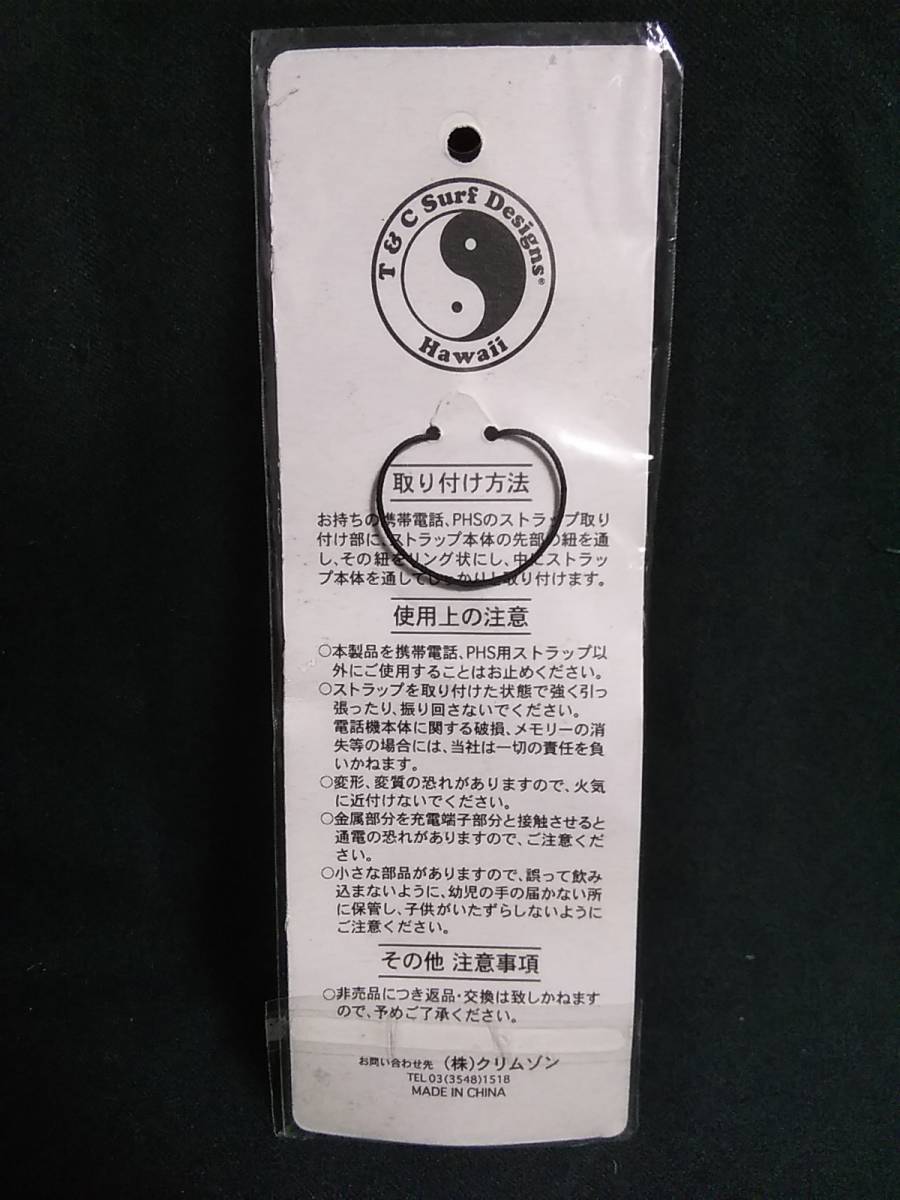 T & C Surf Designs®
Hawaii
取り付け方法
お持ちの携帯電話、PHSのストラップ取り
付け部に、ストラップ本体の先部の紐を通
し、その紐をリング状にし、中にストラッ
プ本体を通してしっかりと取り付けます。
使用上の注意
○本製品を携帯電話、PHS用ストラップ以
外にご使用することはお止めください。
○ストラップを取り付けた状態で強く引っ
張ったり、振り回さないでください。
電話機本体に関する破損、メモリーの消
失等の場合には、当社は一切の責任を負
いかねます。
○変形、変質の恐れがありますので、火気
に近付けないでください。
○金属部分を充電端子部分と接触させると
通電の恐れがありますので、ご注意くだ
さい。
○小さな部品がありますので、誤って飲み
込まないように、幼児の手の届かない所
に保管し、子供がいたずらしないように
ご注意ください。
その他 注意事項
○非売品につき返品・交換は致しかねます
ので、予めご了承ください。
お問い合わせ先 (株)クリムゾン
TEL 03(3548)1518
MADE IN CHINA